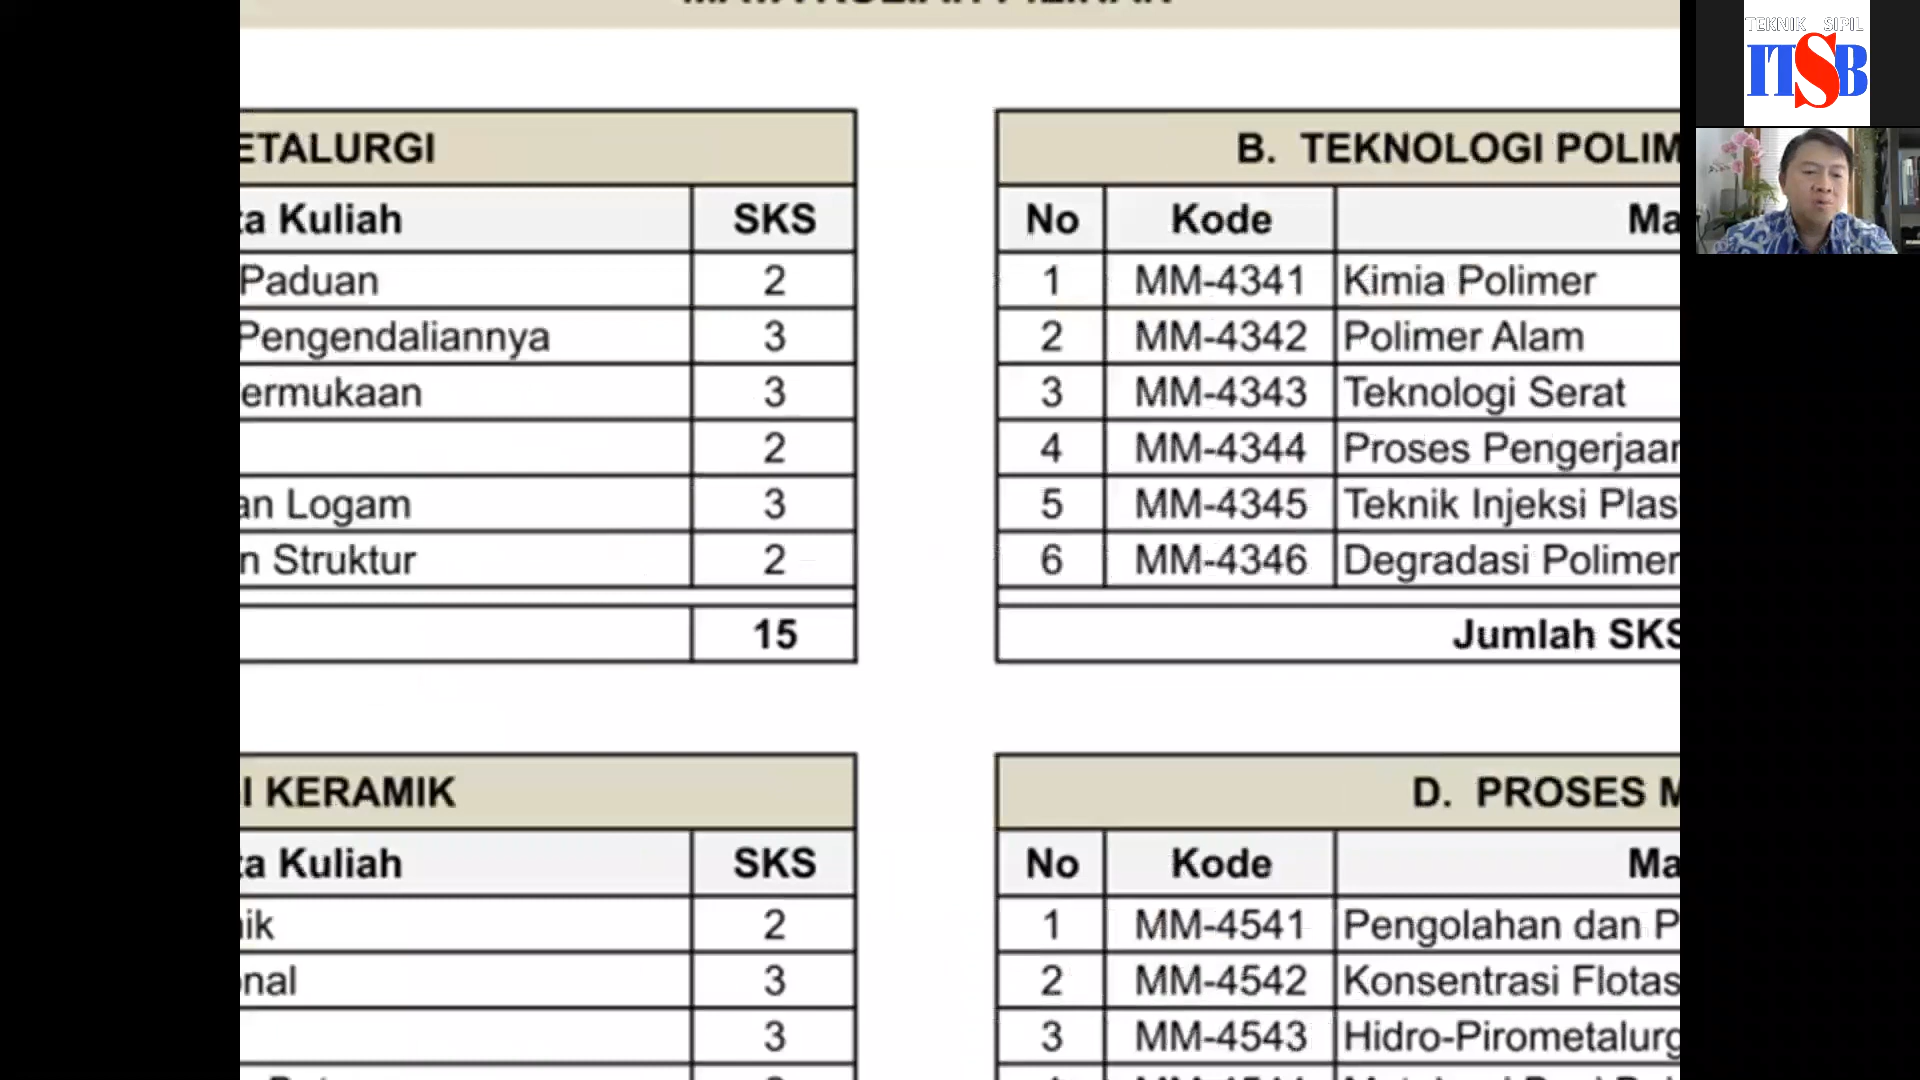 TEKNIK SIPIL
ITSB
ETALURGI
Kuliah SKS
Paduan 2
Pengendaliannya 3
ermukaan 3
2
an Logam 3
n Struktur 2
15
B. TEKNOLOGI POLIM
No Kode Ma
1 MM-4341 Kimia Polimer
2 MM-4342 Polimer Alam
3 MM-4343 Teknologi Serat
4 MM-4344 Proses Pengerjaan
5 MM-4345 Teknik Injeksi Plas
6 MM-4346 Degradasi Polimer
Jumlah SKS
I KERAMIK
Kuliah SKS
ik 2
onal 3
3
D. PROSES M
No Kode Ma
1 MM-4541 Pengolahan dan P
2 MM-4542 Konsentrasi Flotas
3 MM-4543 Hidro-Pirometalurg